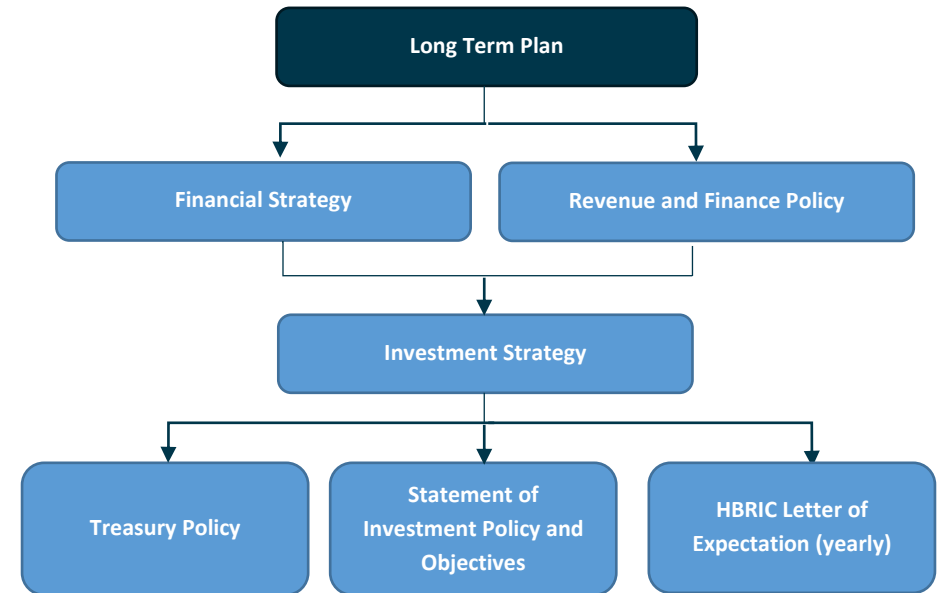 Long Term Plan
Financial Strategy
Revenue and Finance Policy
Investment Strategy
Treasury Policy
Statement of
Investment Policy and
Objectives
HBRIC Letter of
Expectation (yearly)